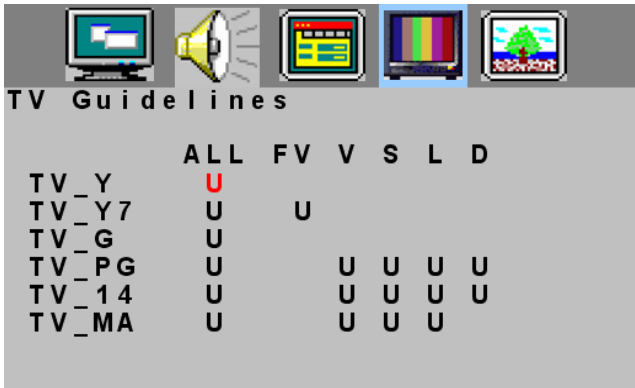 TV Guidelines
ALL FV V S L D
TV_Y U
TV_Y7 U U
TV_G U
TV_PG U U U U U
TV_14 U U U U U
TV_MA U U U U